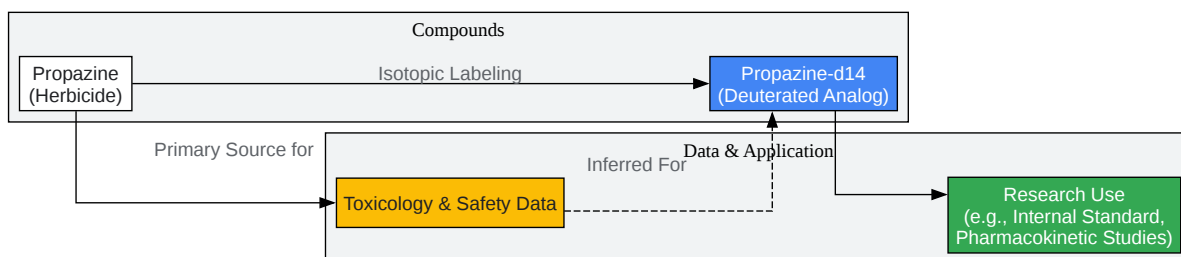 Compounds
Propazine
(Herbicide)
Isotopic Labeling
Propazine-d14
(Deuterated Analog)
Primary Source for
Data & Application
Inferred For
Toxicology & Safety Data
Research Use
(e.g., Internal Standard,
Pharmacokinetic Studies)